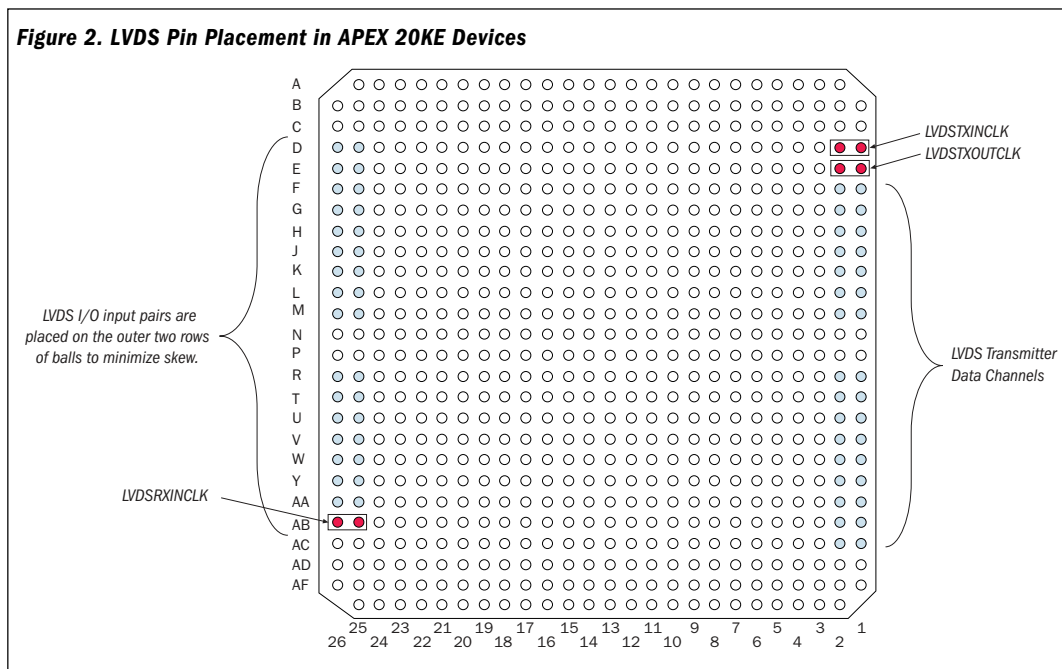 Figure 2. LVDS Pin Placement in APEX 20KE Devices
A
B
C
D
E
F
G
H
J
K
L
M
N
P
R
T
U
V
W
Y
AA
AB
AC
AD
AF
LVDS I/O input pairs are
placed on the outer two rows
of balls to minimize skew.
LVDSRXINCLK
LVDSTXINCLK
LVDSTXOUTCLK
LVDS Transmitter
Data Channels
25 23 21 19 17 15 13 11 9 7 5 3 1
26 24 22 20 18 16 14 12 10 8 6 4 2